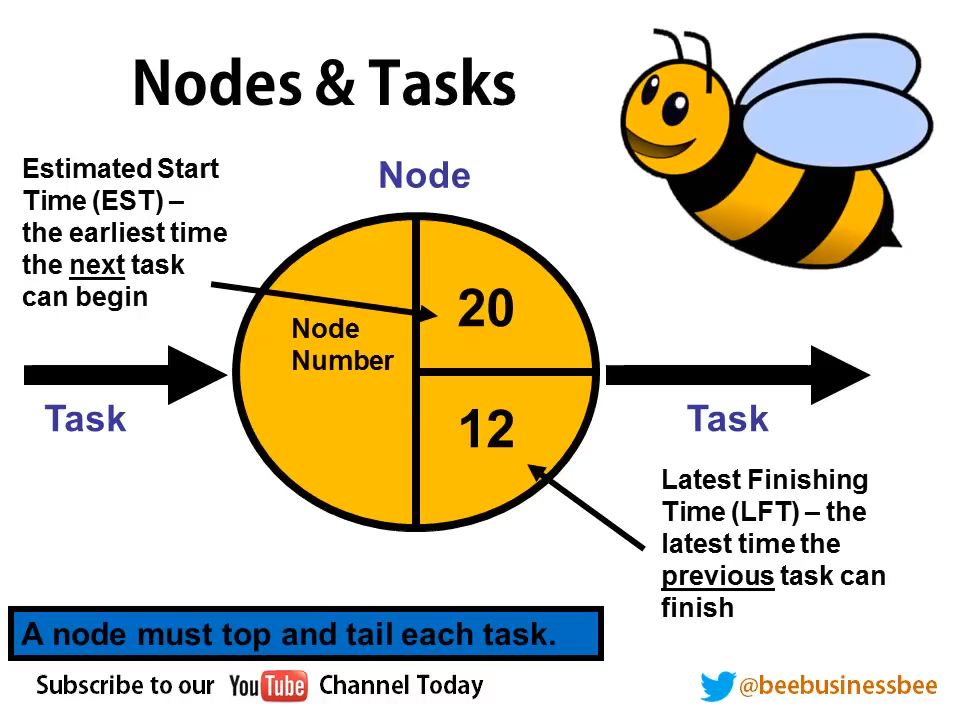 Nodes & Tasks
Estimated Start
Time (EST) –
the earliest time
the next task
can begin
Node
20
Node
Number
12
Task
Task
Latest Finishing
Time (LFT) – the
latest time the
previous task can
finish
A node must top and tail each task.
Subscribe to our YouTube Channel Today
@beebusinessbee